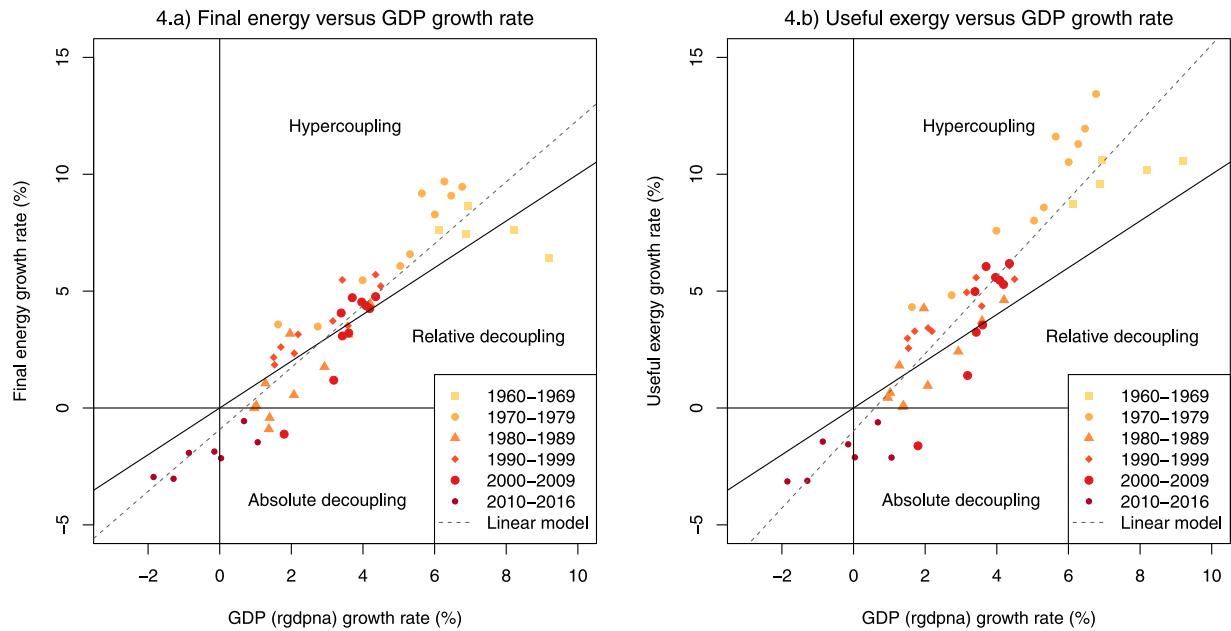 4.a) Final energy versus GDP growth rate
15
10
5
0
−5
Final energy growth rate (%)
Hypercoupling
Relative decoupling
Absolute decoupling
1960−1969
1970−1979
1980−1989
1990−1999
2000−2009
2010−2016
Linear model
−2 0 2 4 6 8 10
GDP (rgdpna) growth rate (%)
4.b) Useful exergy versus GDP growth rate
15
10
5
0
−5
Useful exergy growth rate (%)
Hypercoupling
Relative decoupling
Absolute decoupling
1960−1969
1970−1979
1980−1989
1990−1999
2000−2009
2010−2016
Linear model
−2 0 2 4 6 8 10
GDP (rgdpna) growth rate (%)